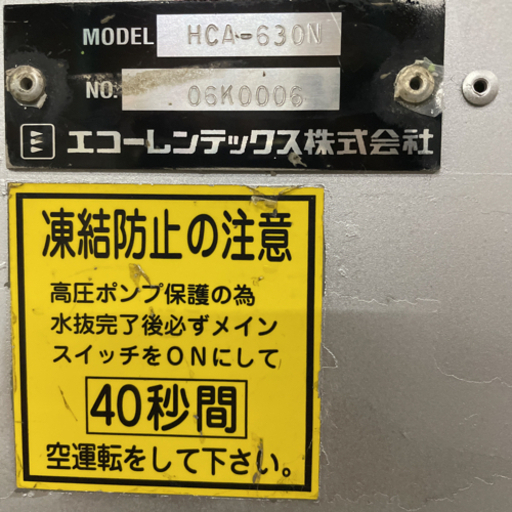 MODEL HCA-630N
NO. 06K0006
エコーレンテックス株式会社
凍結防止の注意
高圧ポンプ保護の為
水抜完了後必ずメイン
スイッチをONにして
40秒間
空運転をして下さい。